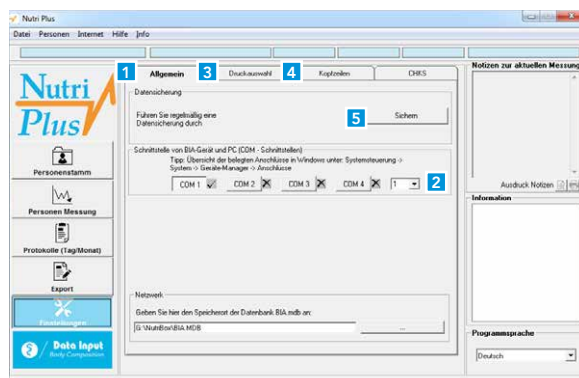 Nutri Plus
Datei Personen Internet Hilfe Info
1 Allgemein 3 Druckauswahl 4 Kopfzeilen CHKS
Datensicherung
Führen Sie regelmäßig eine
Datensicherung durch
5 Sichern
Schnittstelle von BIA-Gerät und PC (COM - Schnittstellen)
Tipp: Übersicht der belegten Anschlüsse in Windows unter: Systemsteuerung ->
System -> Geräte-Manager -> Anschlüsse
COM 1 COM 2 COM 3 COM 4 1 2
Netzwerk
Geben Sie hier den Speicherort der Datenbank BIA.mdb an:
G:\NutriBox\BIA.MDB ...
Nutri
Plus
Personenstamm
Personen Messung
Protokolle (Tag/Monat)
Export
Einstellungen
Data Input
Body Composition
Notizen zur aktuellen Messung
Ausdruck Notizen
Information
Programmsprache
Deutsch